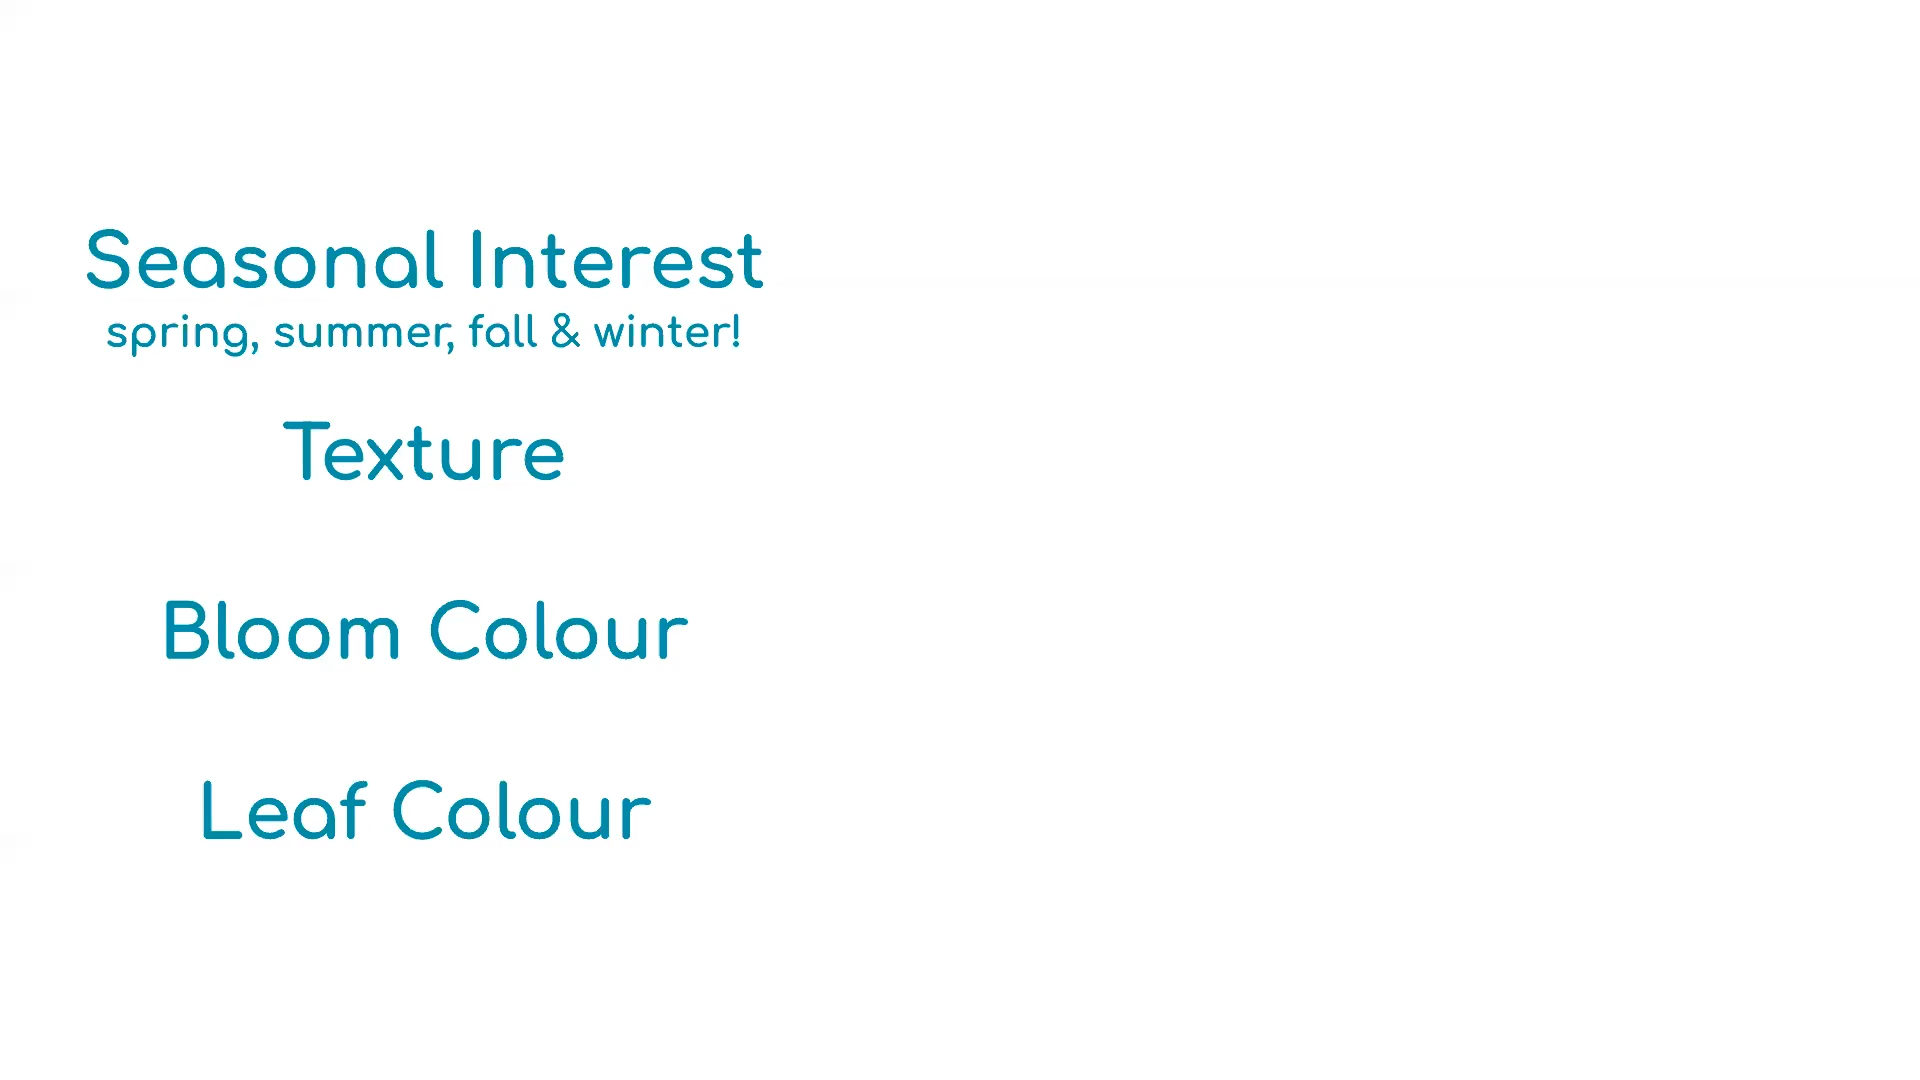 Seasonal Interest
spring, summer, fall & winter!
Texture
Bloom Colour
Leaf Colour